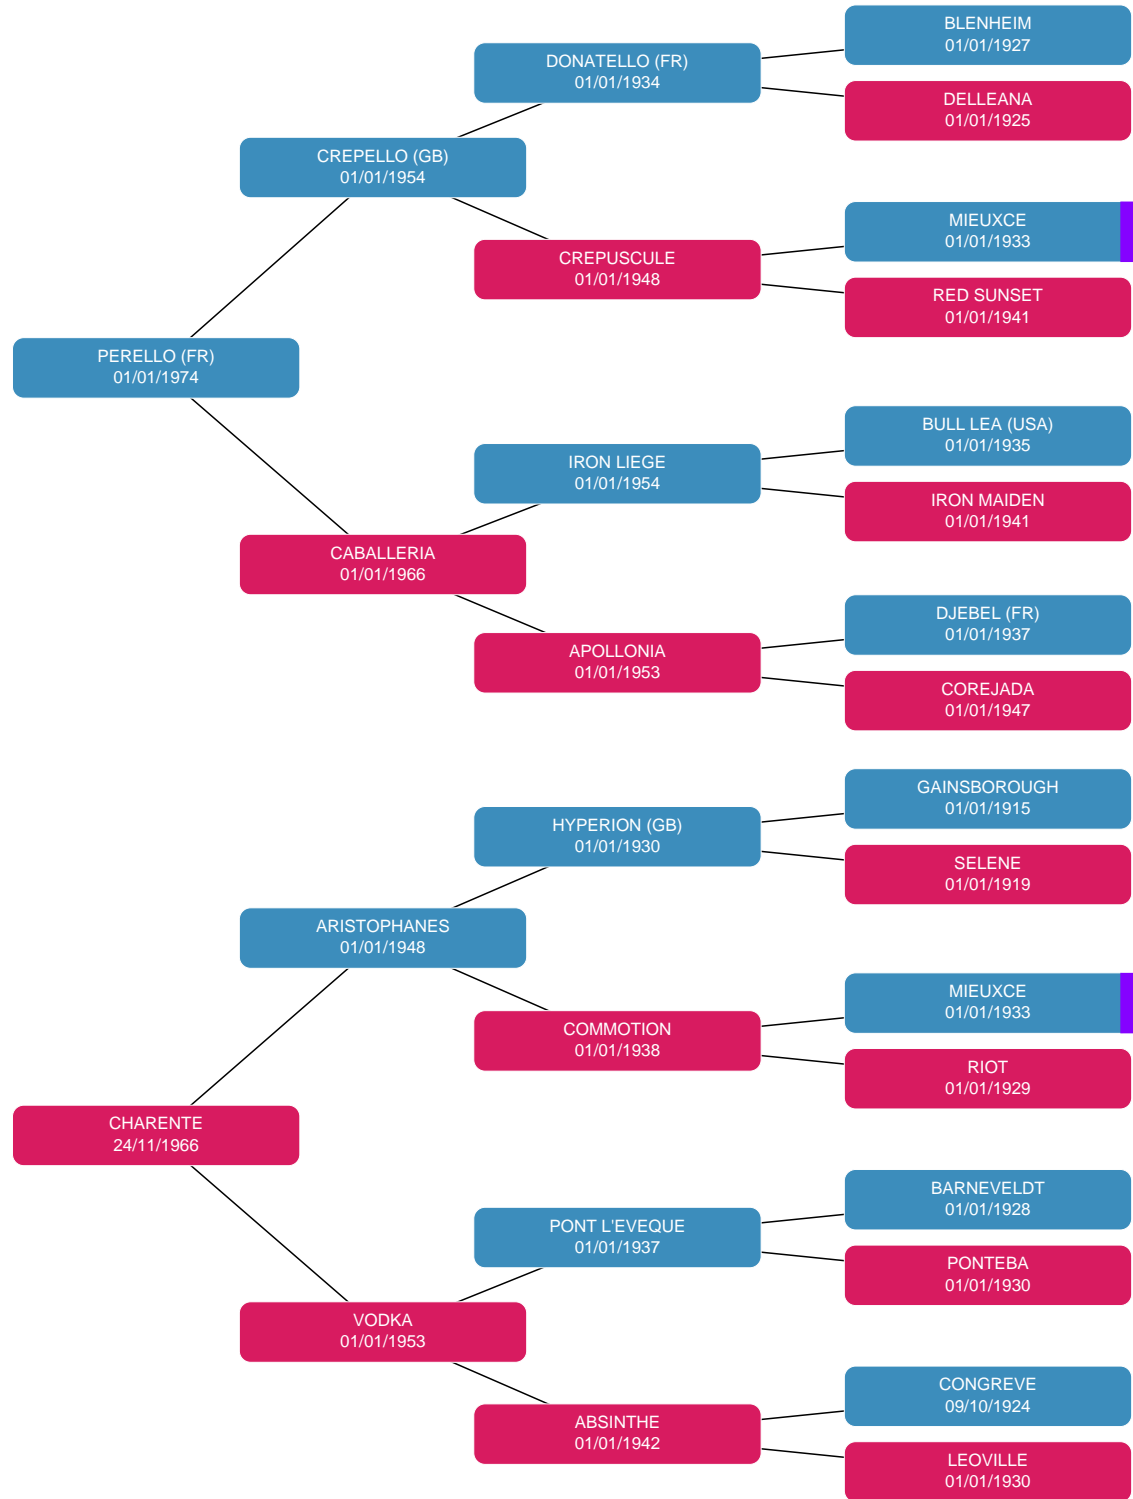 BLENHEIM
01/01/1927
DONATELLO (FR)
01/01/1934
DELLEANA
01/01/1925
CREPELLO (GB)
01/01/1954
MIEUXCE
01/01/1933
CREPUSCULE
01/01/1948
RED SUNSET
01/01/1941
PERELLO (FR)
01/01/1974
BULL LEA (USA)
01/01/1935
IRON LIEGE
01/01/1954
IRON MAIDEN
01/01/1941
CABALLERIA
01/01/1966
DJEBEL (FR)
01/01/1937
APOLLONIA
01/01/1953
COREJADA
01/01/1947
GAINSBOROUGH
01/01/1915
HYPERION (GB)
01/01/1930
SELENE
01/01/1919
ARISTOPHANES
01/01/1948
MIEUXCE
01/01/1933
COMMOTION
01/01/1938
RIOT
01/01/1929
CHARENTE
24/11/1966
BARNEVELDT
01/01/1928
PONT L'EVEQUE
01/01/1937
PONTEBA
01/01/1930
VODKA
01/01/1953
CONGREVE
09/10/1924
ABSINTHE
01/01/1942
LEOVILLE
01/01/1930